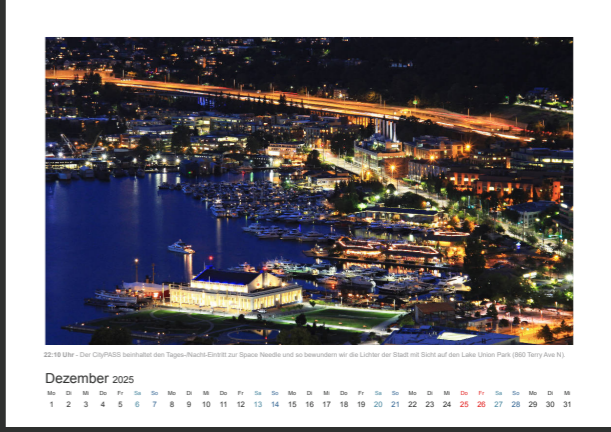 22:10 Uhr - Der CityPASS beinhaltet den Tages-/Nacht-Eintritt zur Space Needle und so bewundern wir die Lichter der Stadt mit Sicht auf den Lake Union Park (860 Terry Ave N).
Dezember 2025
Mo Di Mi Do Fr Sa So Mo Di Mi Do Fr Sa So Mo Di Mi Do Fr Sa So Mo Di Mi Do Fr Sa So Mo Di Mi
1 2 3 4 5 6 7 8 9 10 11 12 13 14 15 16 17 18 19 20 21 22 23 24 25 26 27 28 29 30 31